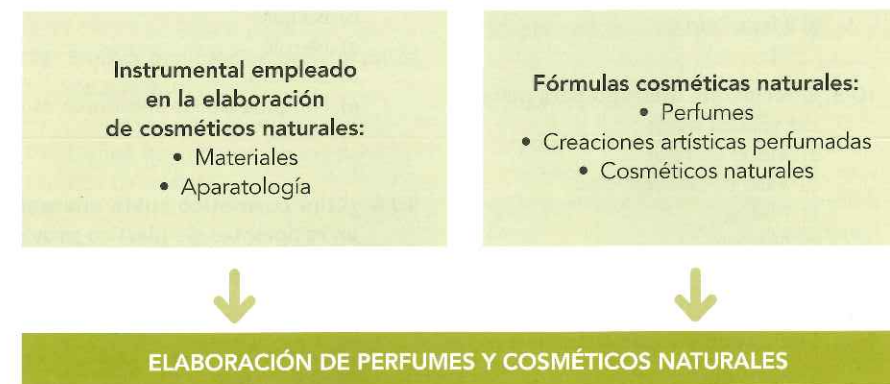 Instrumental empleado
en la elaboración
de cosméticos naturales:
• Materiales
• Aparatología
Fórmulas cosméticas naturales:
• Perfumes
• Creaciones artísticas perfumadas
• Cosméticos naturales
ELABORACIÓN DE PERFUMES Y COSMÉTICOS NATURALES